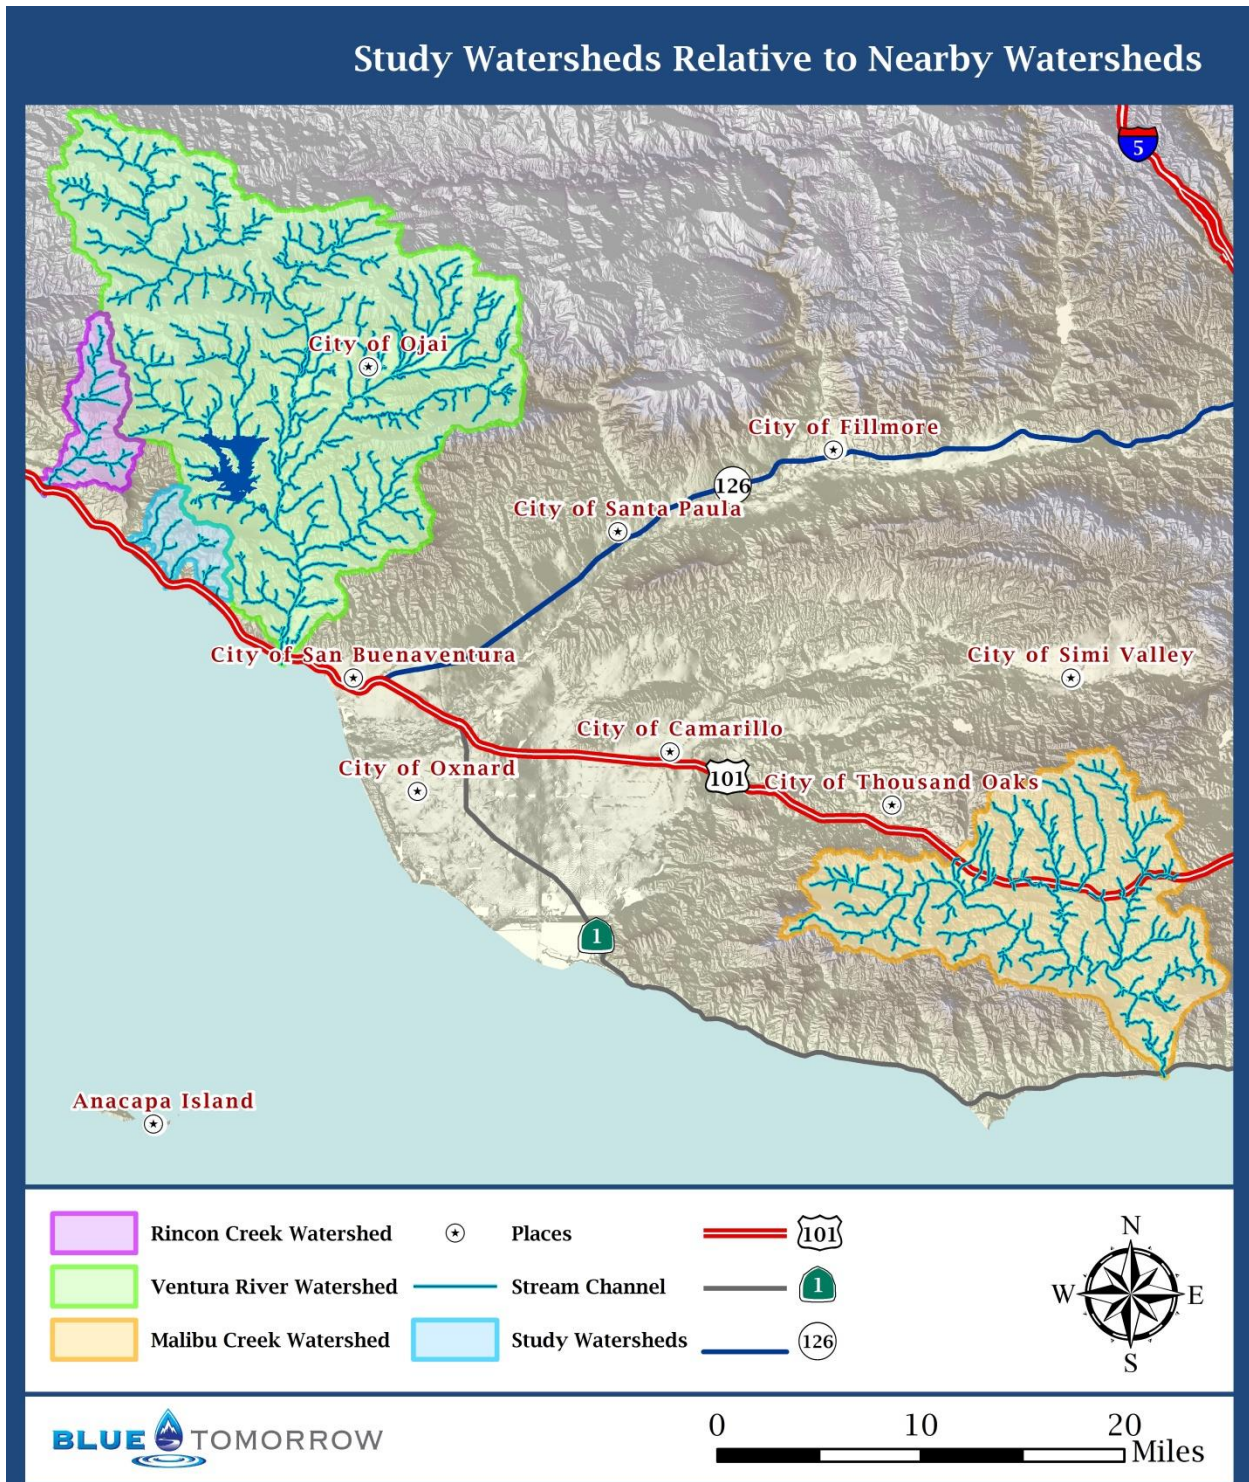 Study Watersheds Relative to Nearby Watersheds
5
City of Ojai
City of Fillmore
126
City of Santa Paula
City of San Buenaventura
City of Simi Valley
City of Camarillo
City of Oxnard
101
City of Thousand Oaks
1
Anacapa Island
Rincon Creek Watershed
Places
101
Ventura River Watershed
Stream Channel
1
Malibu Creek Watershed
Study Watersheds
126
N
W
E
S
BLUE TOMORROW
0 10 20
Miles